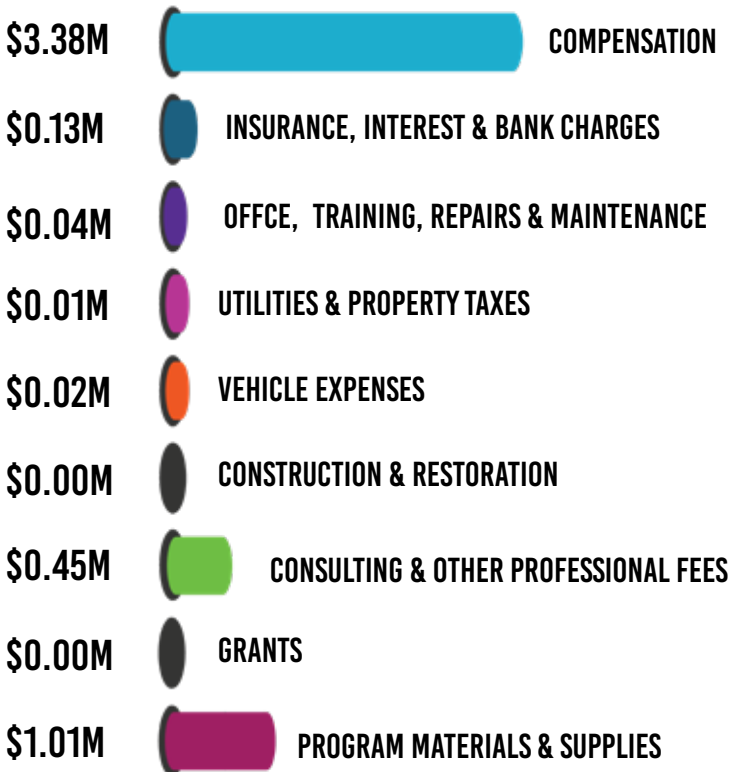 $3.38M COMPENSATION
$0.13M INSURANCE, INTEREST & BANK CHARGES
$0.04M OFFCE, TRAINING, REPAIRS & MAINTENANCE
$0.01M UTILITIES & PROPERTY TAXES
$0.02M VEHICLE EXPENSES
$0.00M CONSTRUCTION & RESTORATION
$0.45M CONSULTING & OTHER PROFESSIONAL FEES
$0.00M GRANTS
$1.01M PROGRAM MATERIALS & SUPPLIES